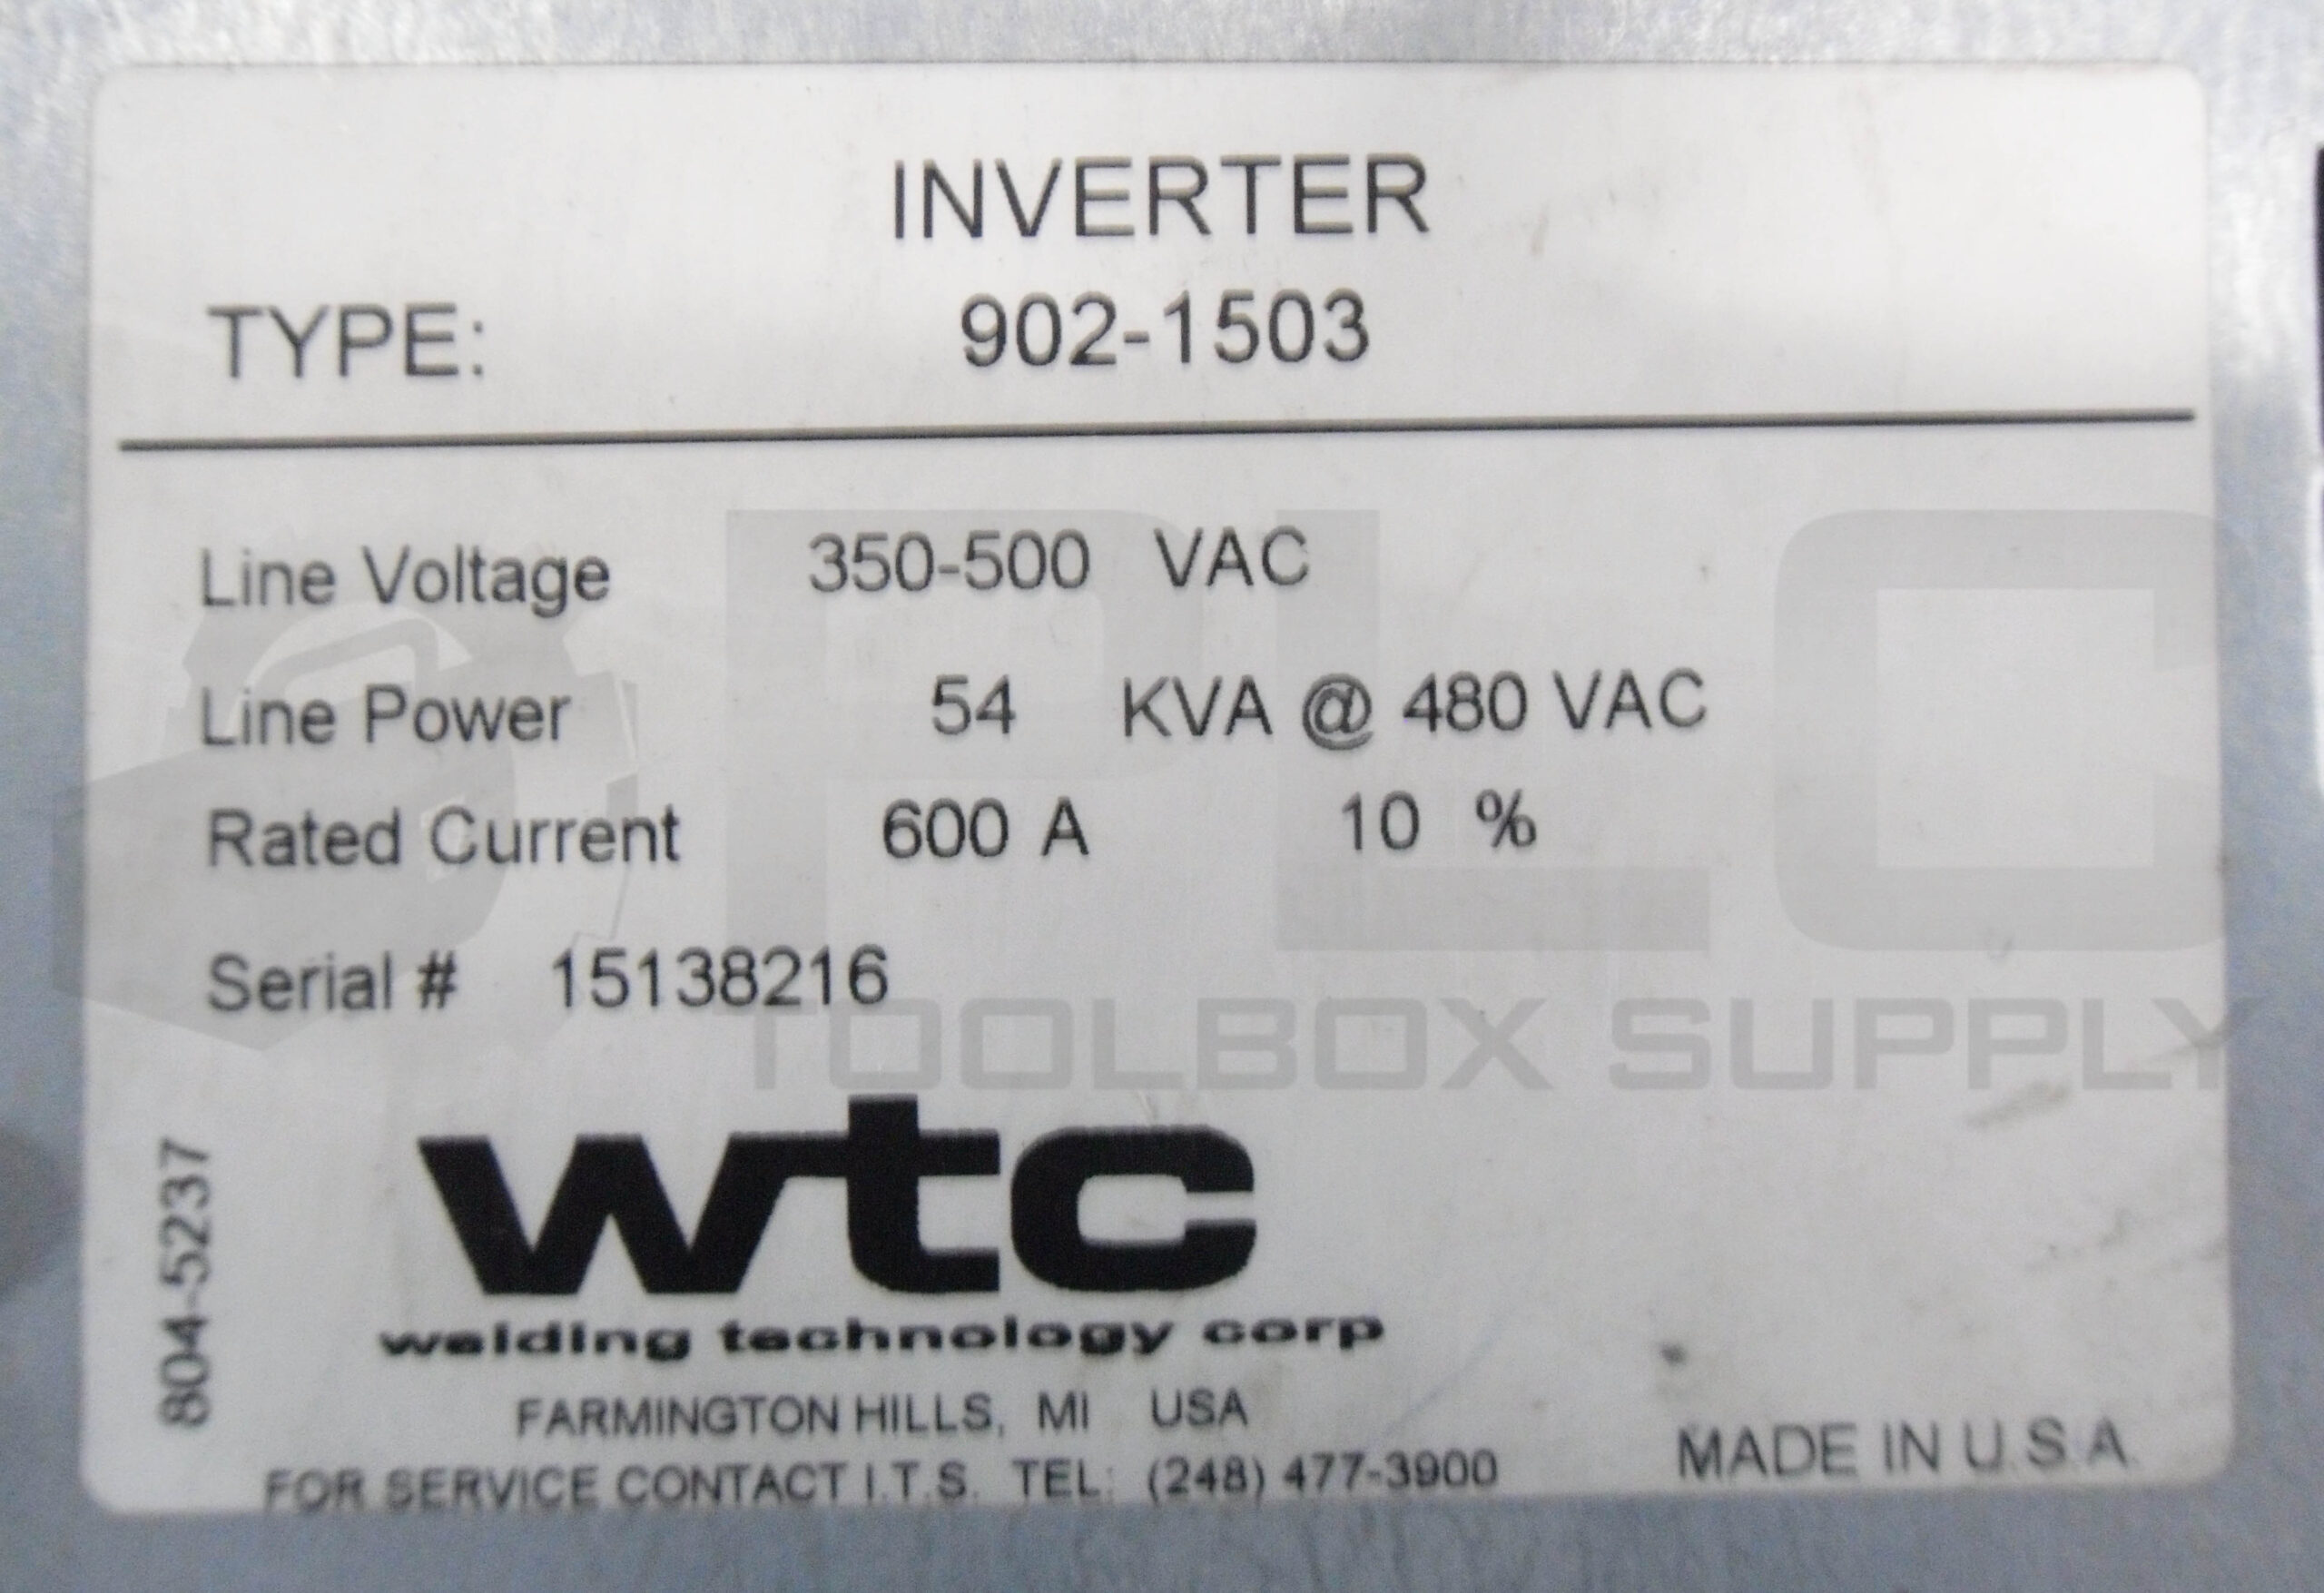 INVERTER
TYPE: 902-1503
Line Voltage 350-500 VAC
Line Power 54 KVA @ 480 VAC
Rated Current 600 A 10 %
Serial # 15138216
PLC
TOOLBOX SUPPLY
804-5237
wtc
welding technology corp
FARMINGTON HILLS, MI USA
FOR SERVICE CONTACT I.T.S. TEL: (248) 477-3900
MADE IN U.S.A.